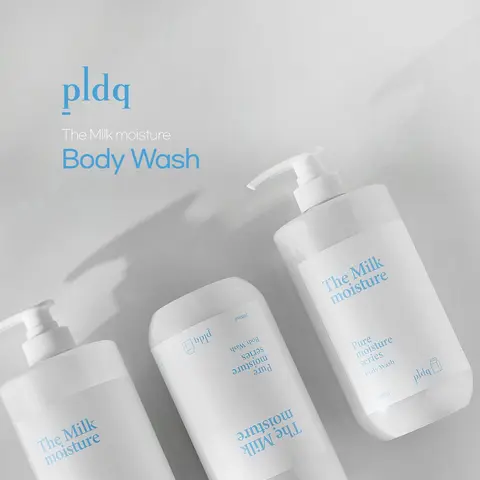 pldq
The Milk moisture
Body Wash
The Milk
moisture
Pure
moisture
series
Body Wash
pldq
The Milk
moisture
Pure
moisture
series
Body Wash
pldq
The Milk
moisture